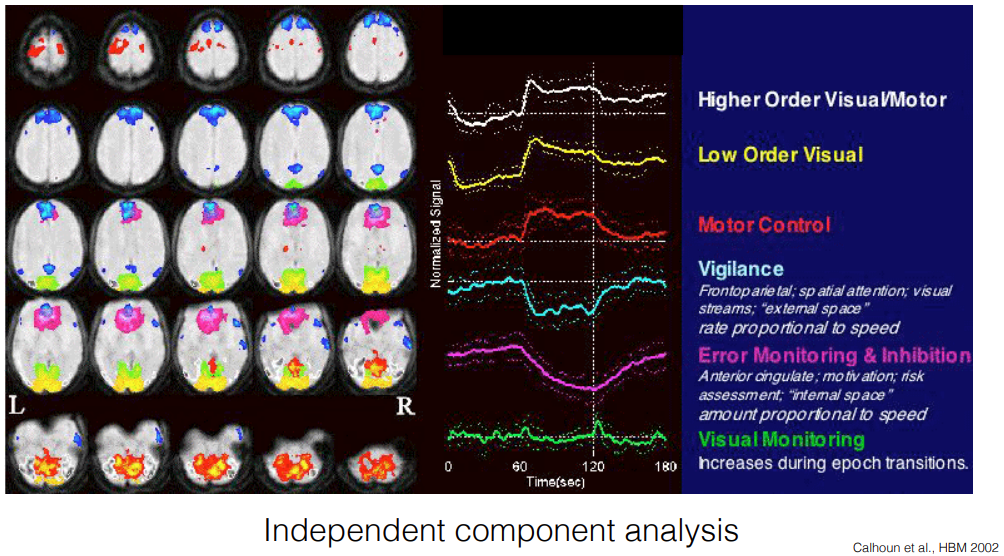 Higher Order Visual/Motor
Low Order Visual
Motor Control
Vigilance
Frontoparietal; spatial attention; visual
streams; “external space”
rate proportional to speed
Error Monitoring & Inhibition
Anterior cingulate; motivation; risk
assessment; “internal space”
amount proportional to speed
Visual Monitoring
Increases during epoch transitions.
Normalized Signal
L
R
0 60 120 180
Time(sec)
Independent component analysis
Calhoun et al., HBM 2002